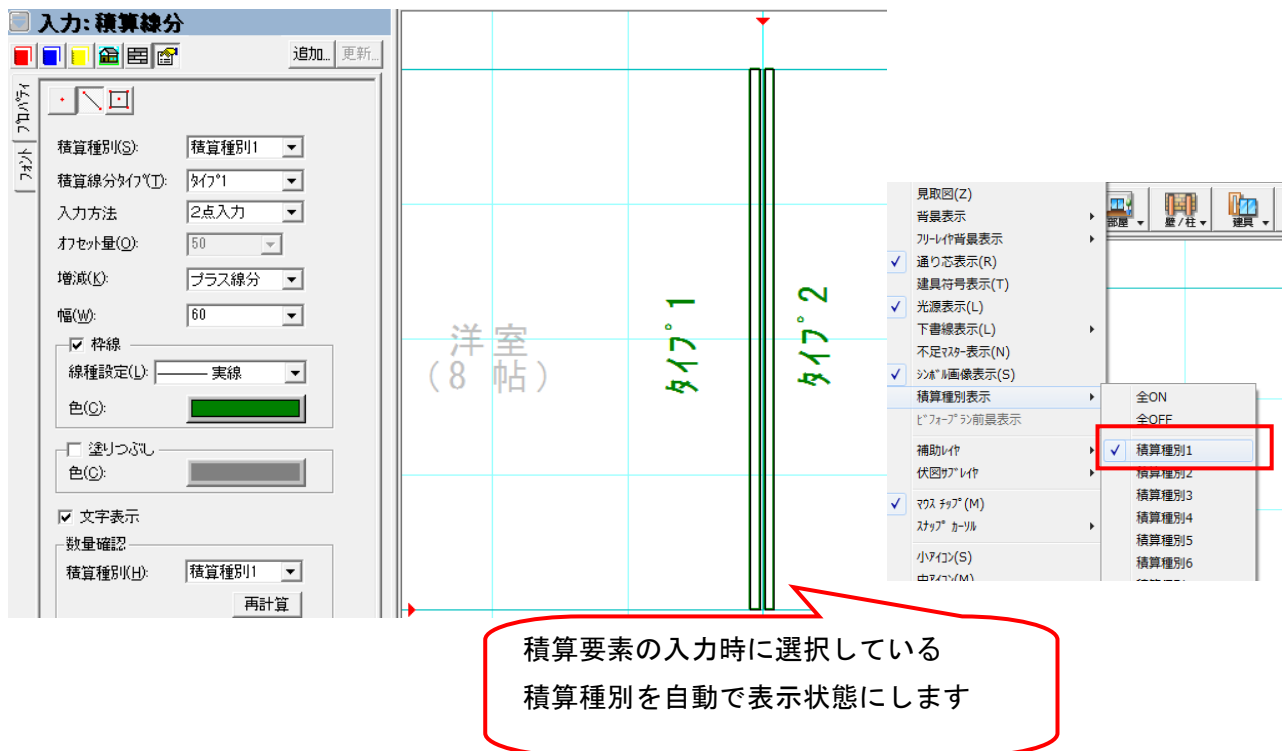 入力:積算線分
追加...
更新...
プロパティ
フォント
積算種別(S):
積算種別1
積算線分タイプ(T):
タイプ1
入力方法
2点入力
オフセット量(O):
50
増減(K):
プラス線分
幅(W):
60
枠線
線種設定(L):
実線
色(C):
塗りつぶし
色(C):
文字表示
数量確認
積算種別(H):
積算種別1
再計算
洋室
(8 帖)
タイプ1
タイプ2
見取図(Z)
背景表示
フリーレイヤ背景表示
通り芯表示(R)
建具符号表示(T)
光源表示(L)
下書線表示(L)
不足マスター表示(N)
シンボル画像表示(S)
積算種別表示
ビフォープラン前景表示
補助レイヤ
伏図サブレイヤ
マウス チップ(M)
スナップ カーソル
小アイコン(S)
中アイコン(M)
部屋
壁/柱
建具
全ON
全OFF
積算種別1
積算種別2
積算種別3
積算種別4
積算種別5
積算種別6
積算要素の入力時に選択している
積算種別を自動で表示状態にします